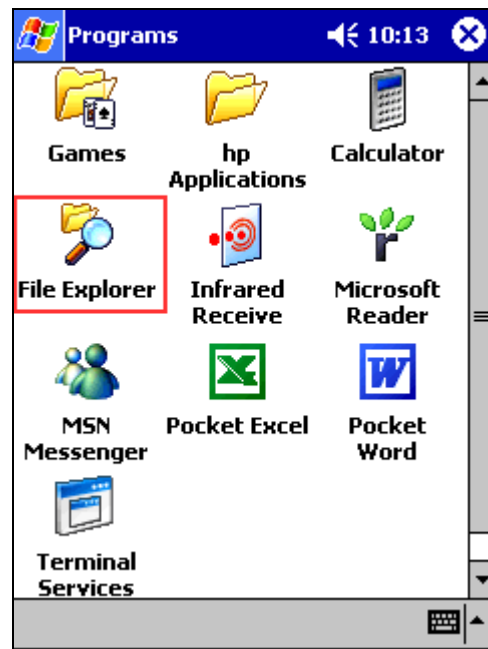 Programs 10:13
Games
hp
Applications
Calculator
File Explorer
Infrared
Receive
Microsoft
Reader
MSN
Messenger
Pocket Excel
Pocket
Word
Terminal
Services